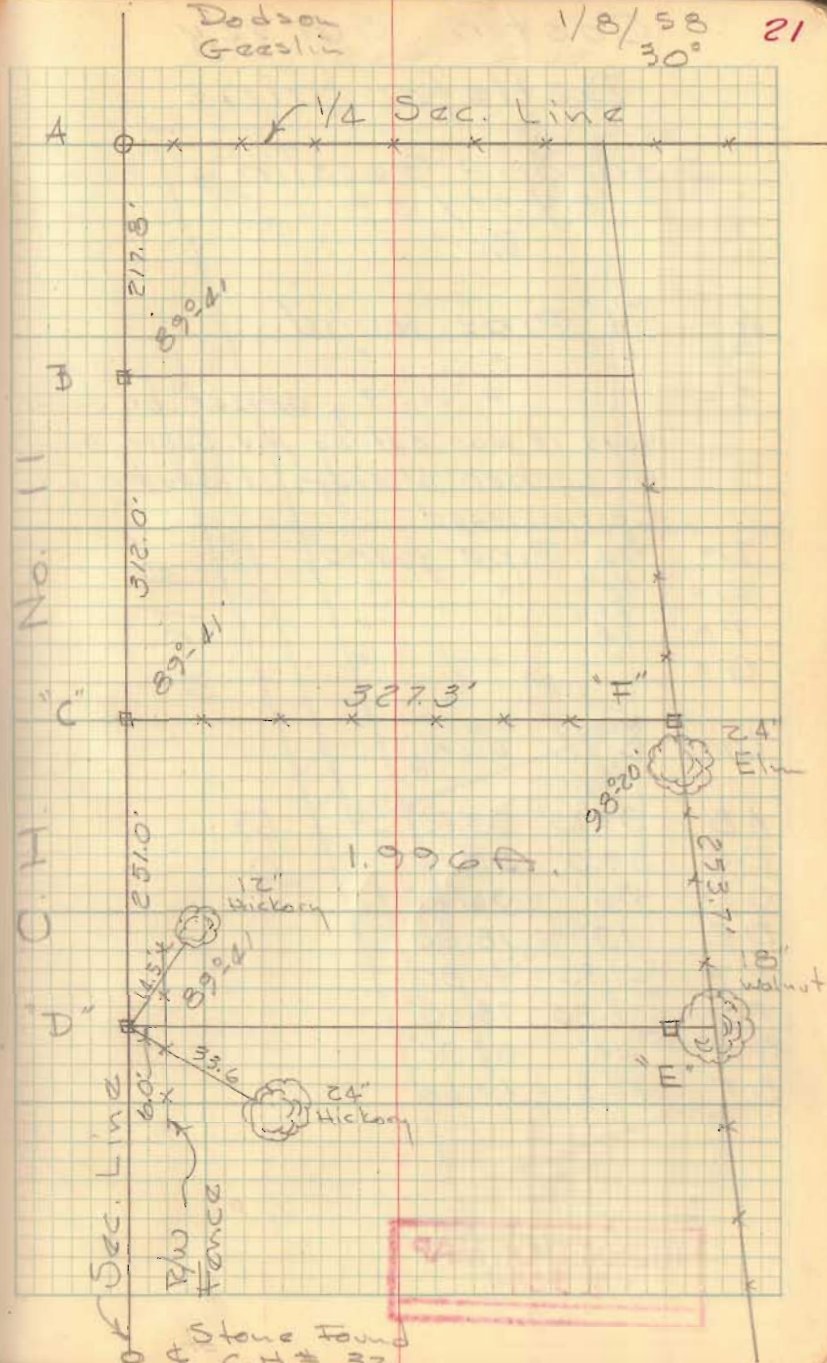 Dodson
Geeslin
1/8/58
30°
21
A
1/4 Sec. Line
217.8'
89°-41'
B
312.0'
C.H. No. 11
89°-41'
"C"
327.3'
"F"
24"
Elm
98°-20'
251.0'
1.996 A.
253.7'
12"
Hickory
14.5'
89°-41'
18"
Walnut
"D"
33.6
"E"
6.0'
24"
Hickory
Sec. Line
R/W
Fence
Stone Found